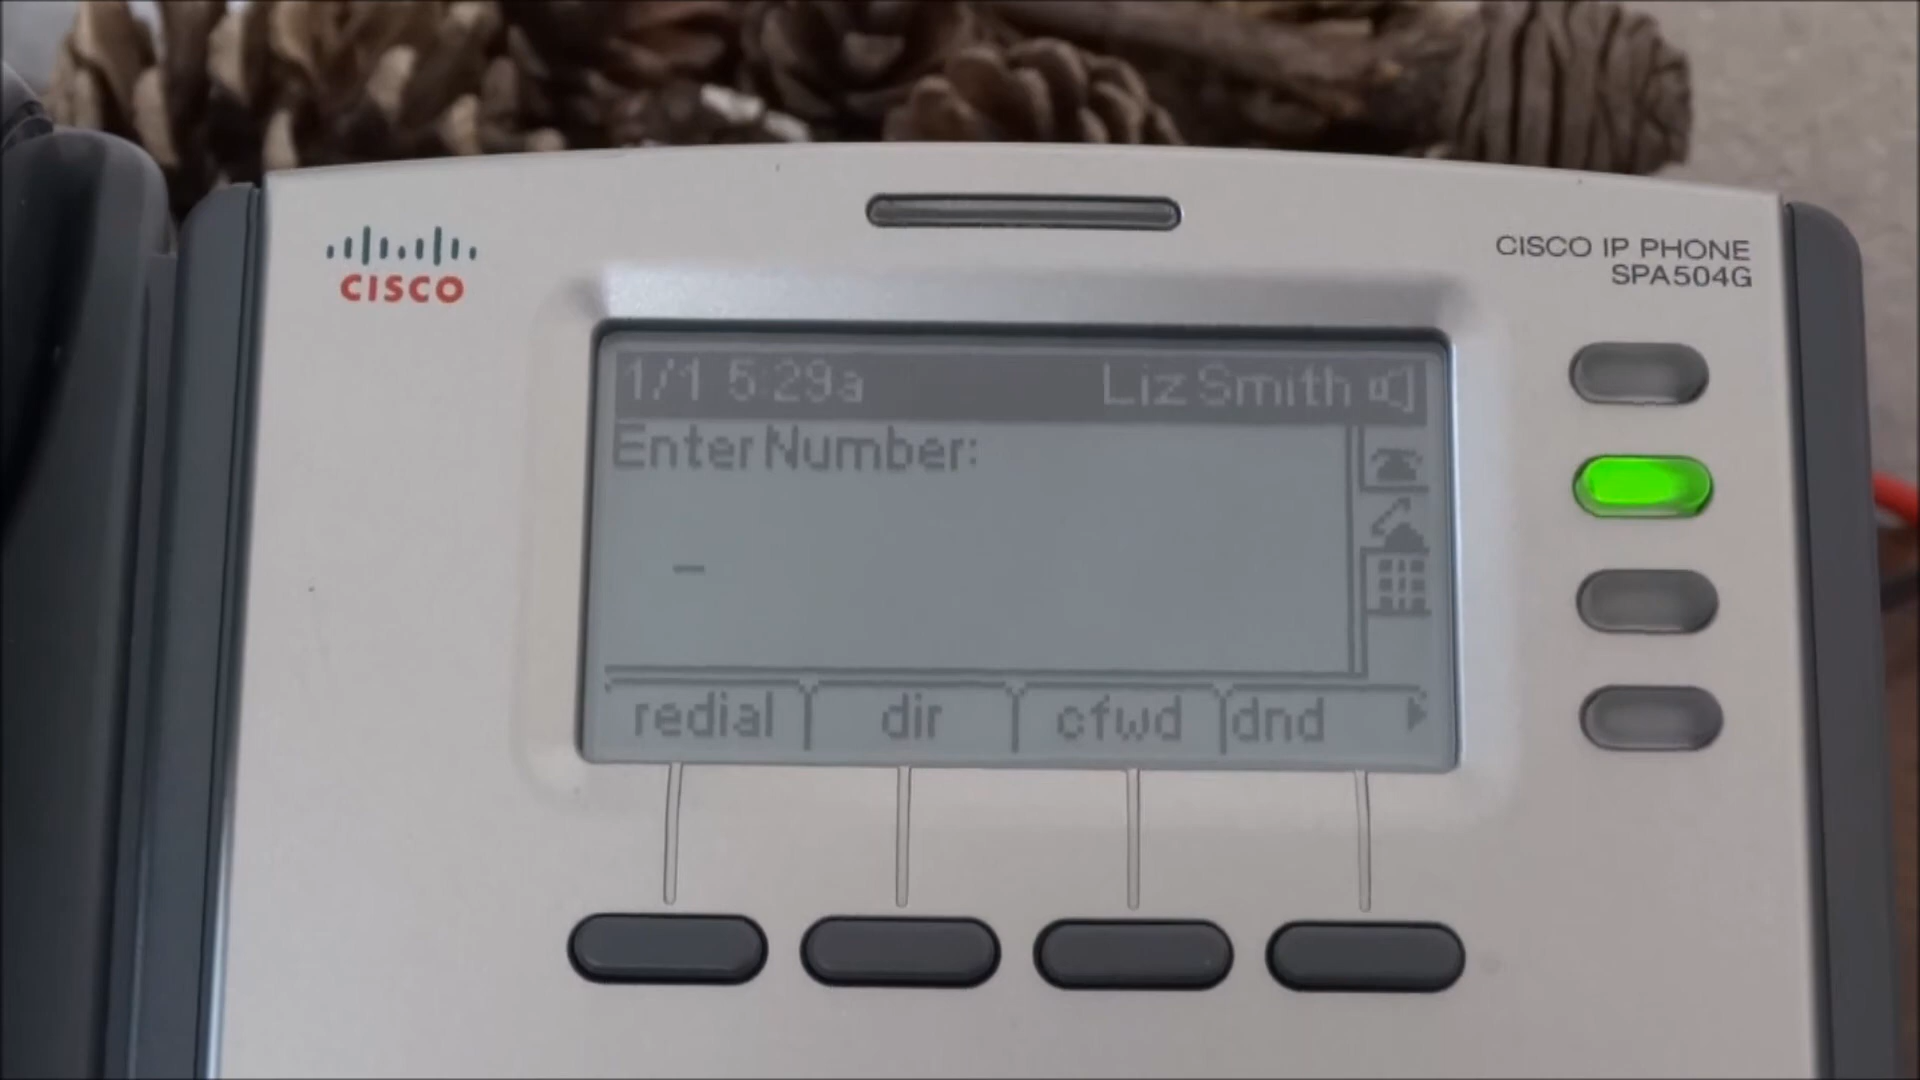 CISCO
CISCO IP PHONE
SPA504G
1/1 5:29a Liz Smith
Enter Number:
_
redial dir cfwd dnd